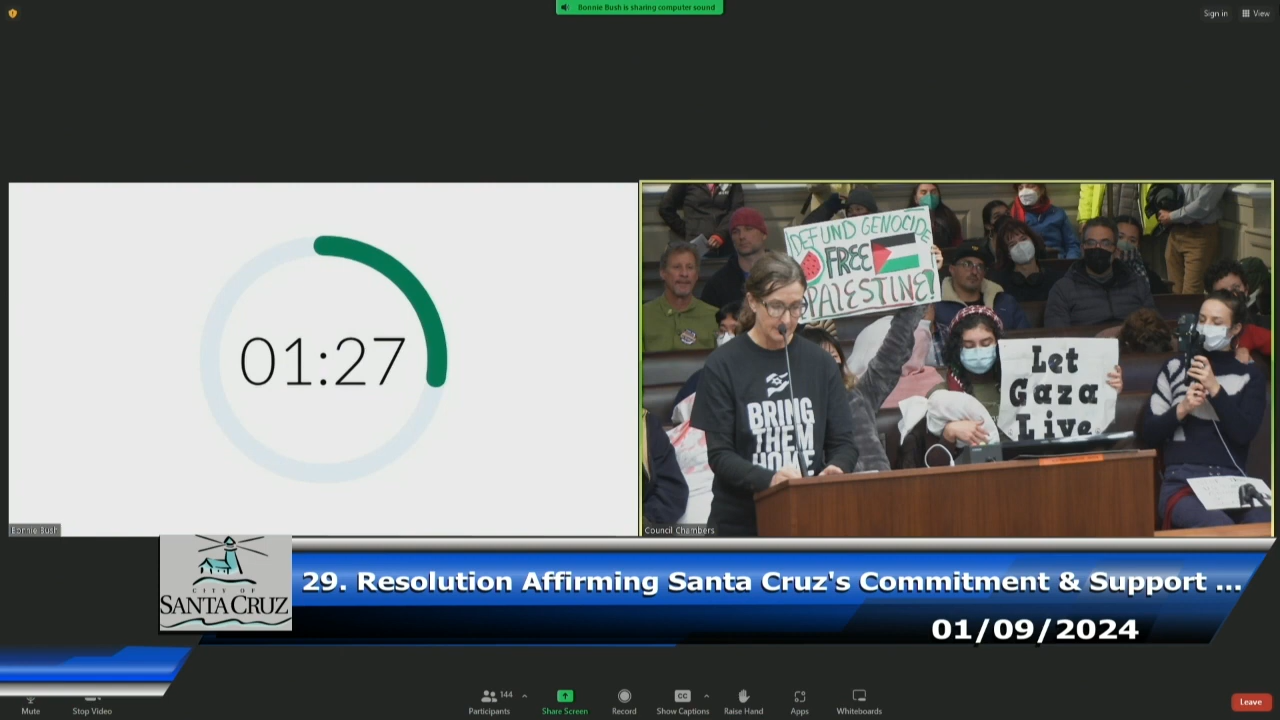 Bonnie Bush is sharing computer sound
Sign in
View
01:27
DEFUND GENOCIDE
FREE
PALESTINE!
Let
Gaza
Live
BRING
THEM
HOME
Bonnie Bush
Council Chambers
CITY OF
SANTA CRUZ
29. Resolution Affirming Santa Cruz's Commitment & Support ...
01/09/2024
Mute
Stop Video
Participants
144
Share Screen
Record
CC
Show Captions
Raise Hand
Apps
Whiteboards
Leave